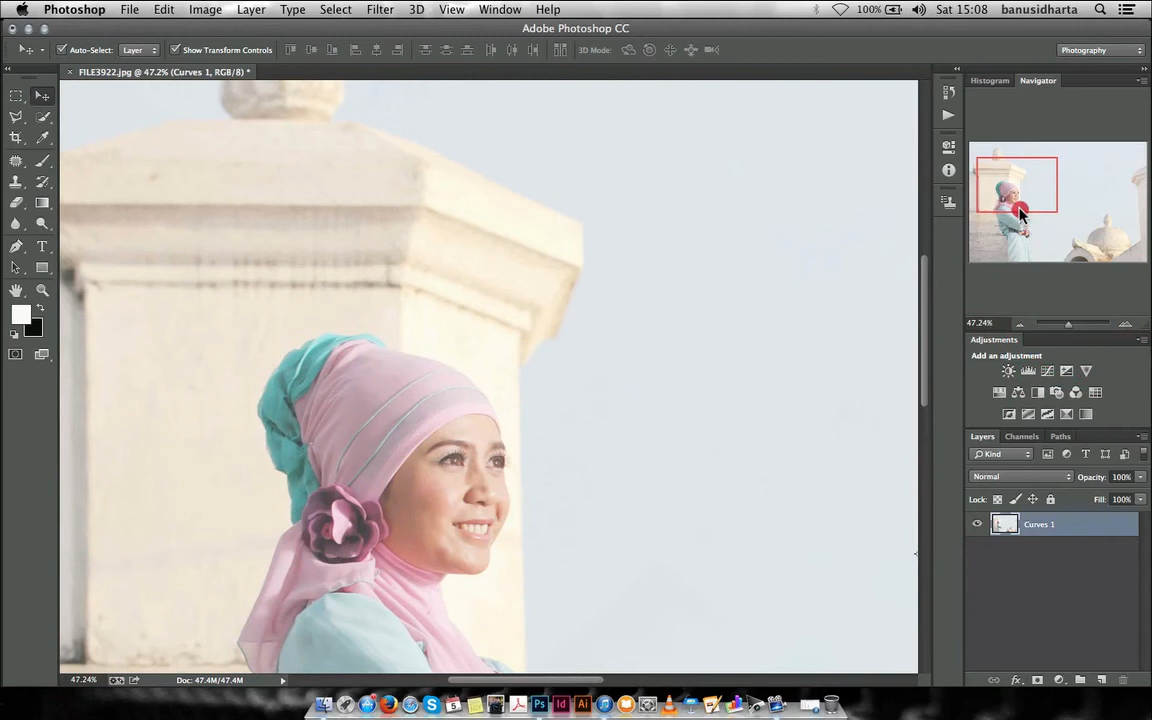 Photoshop File Edit Image Layer Type Select Filter 3D View Window Help 100% Sat 15:08 banusidharta
Adobe Photoshop CC
Auto-Select: Layer Show Transform Controls 3D Mode: Photography
× FILE3922.jpg @ 47.2% (Curves 1, RGB/8) *
Histogram Navigator
47.24%
Adjustments
Add an adjustment
Layers Channels Paths
Kind
Normal Opacity: 100%
Lock: Fill: 100%
Curves 1
47.24% Doc: 47.4M/47.4M